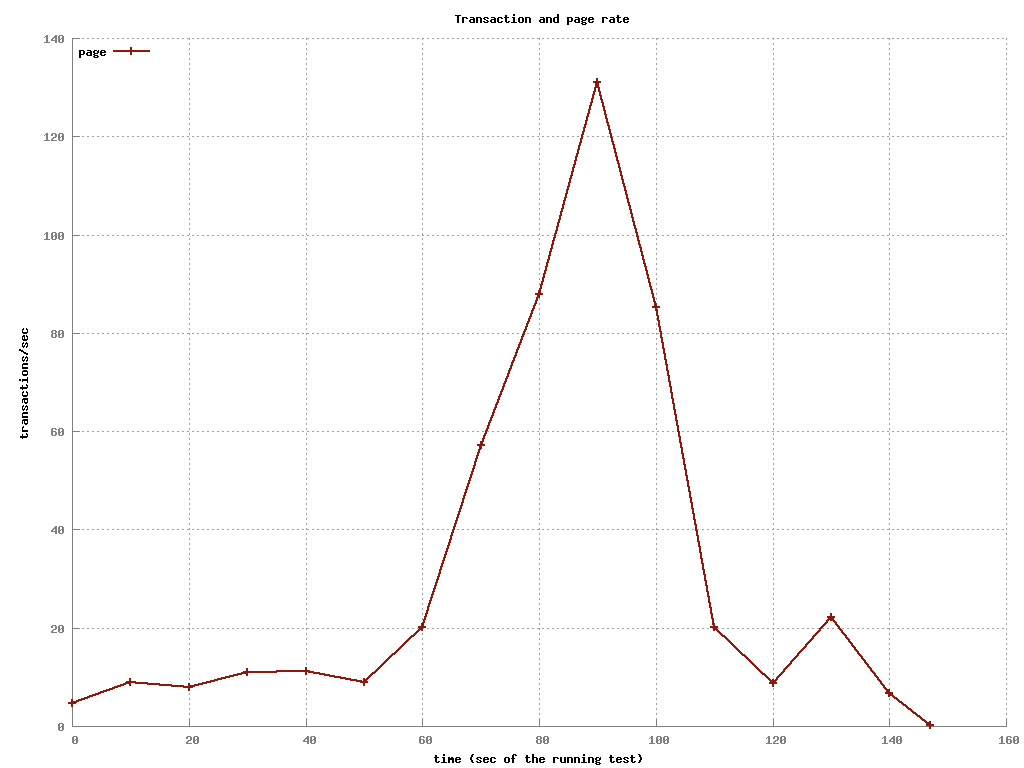 Transaction and page rate
page
140
120
100
80
60
40
20
0
0 20 40 60 80 100 120 140 160
transactions/sec
time (sec of the running test)